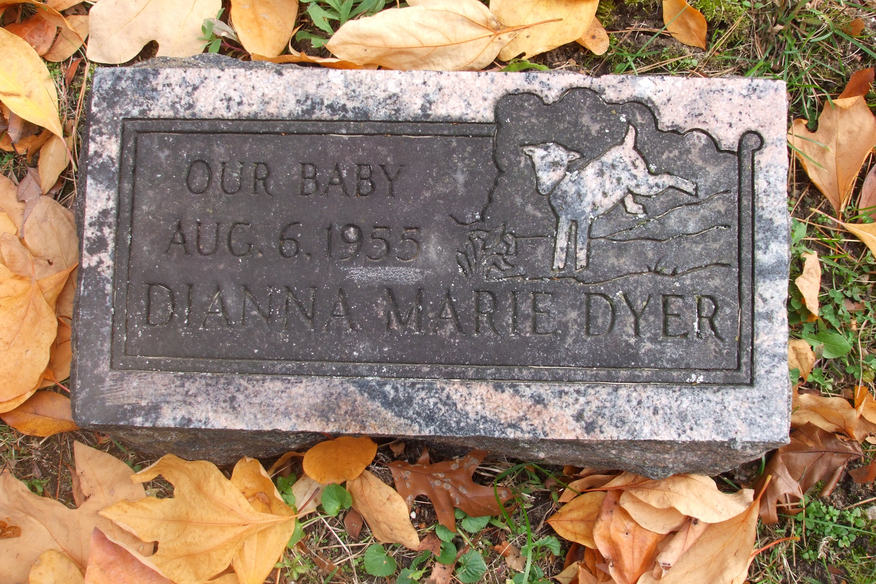 OUR BABY
AUG. 6. 1955
DIANNA MARIE DYER